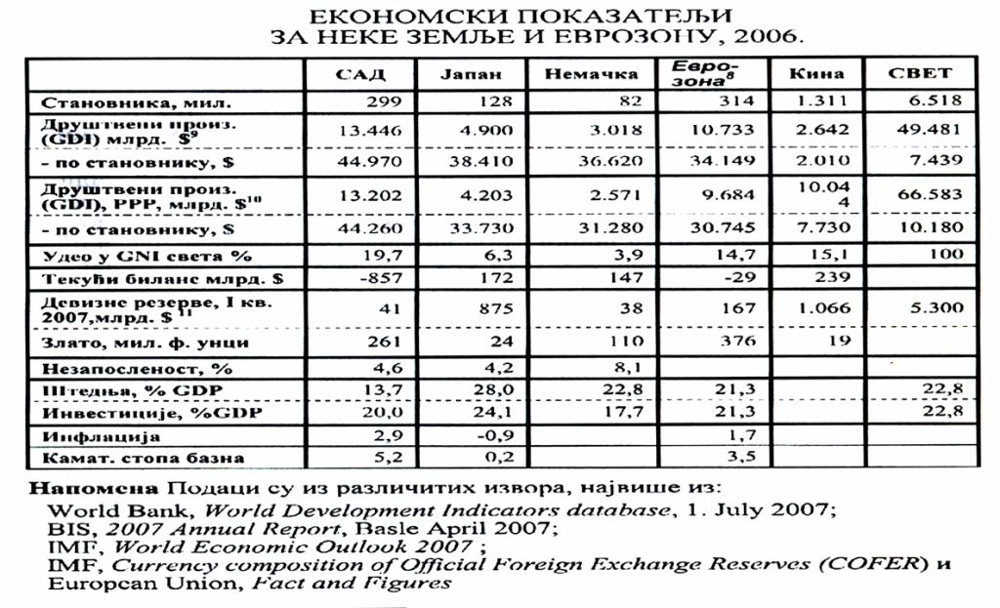 ЕКОНОМСКИ ПОКАЗАТЕЉИ
ЗА НЕКЕ ЗЕМЉЕ И ЕВРОЗОНУ, 2006.
САД Јапан Немачка Евро-зона⁸ Кина СВЕТ
Становника, мил. 299 128 82 314 1.311 6.518
Друштвени произ.
(GDI) млрд. $⁹ 13.446 4.900 3.018 10.733 2.642 49.481
- по становнику, $ 44.970 38.410 36.620 34.149 2.010 7.439
Друштвени произ.
(GDI), PPP, млрд. $¹⁰ 13.202 4.203 2.571 9.684 10.044 66.583
- по становнику, $ 44.260 33.730 31.280 30.745 7.730 10.180
Удео у GNI света % 19,7 6,3 3,9 14,7 15,1 100
Текући биланс млрд. $ -857 172 147 -29 239
Девизне резерве, I кв.
2007,млрд. $ ¹¹ 41 875 38 167 1.066 5.300
Злато, мил. ф. унци 261 24 110 376 19
Незапосленост, % 4,6 4,2 8,1
Штедња, % GDP 13,7 28,0 22,8 21,3 22,8
Инвестиције, %GDP 20,0 24,1 17,7 21,3 22,8
Инфлација 2,9 -0,9 1,7
Камат. стопа базна 5,2 0,2 3,5
Напомена Подаци су из различитих извора, највише из:
World Bank, World Development Indicators database, 1. July 2007;
BIS, 2007 Annual Report, Basle April 2007;
IMF, World Economic Outlook 2007 ;
IMF, Currency composition of Official Foreign Exchange Reserves (COFER) и
European Union, Fact and Figures